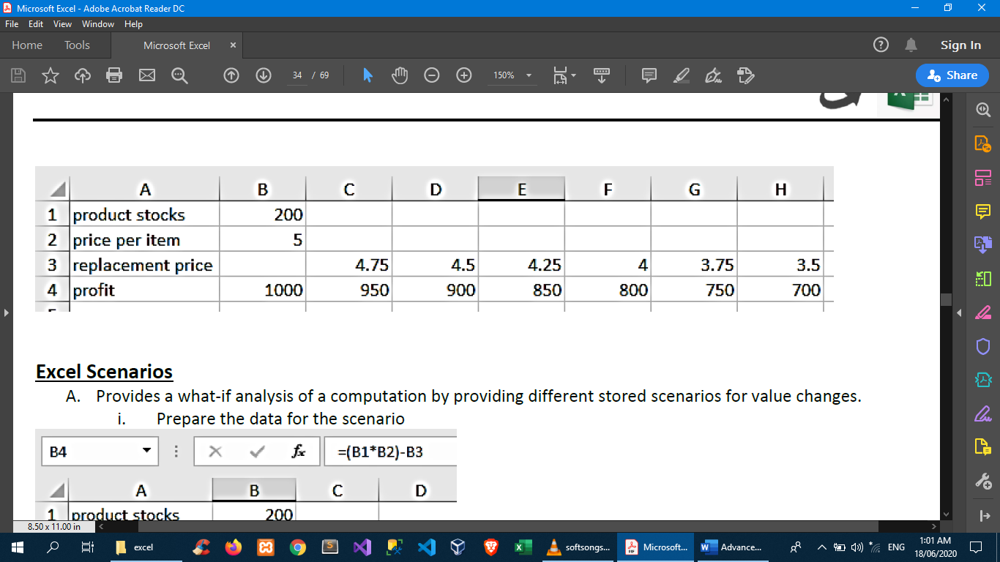 Microsoft Excel - Adobe Acrobat Reader DC
File Edit View Window Help
Home Tools Microsoft Excel × Sign In
34 / 69 150% Share
A B C D E F G H
1 product stocks 200
2 price per item 5
3 replacement price 4.75 4.5 4.25 4 3.75 3.5
4 profit 1000 950 900 850 800 750 700
Excel Scenarios
A. Provides a what-if analysis of a computation by providing different stored scenarios for value changes.
i. Prepare the data for the scenario
B4 fx =(B1*B2)-B3
A B C D
1 product stocks 200
8.50 x 11.00 in
excel softsongs... Microsoft... Advance... ENG 1:01 AM
18/06/2020